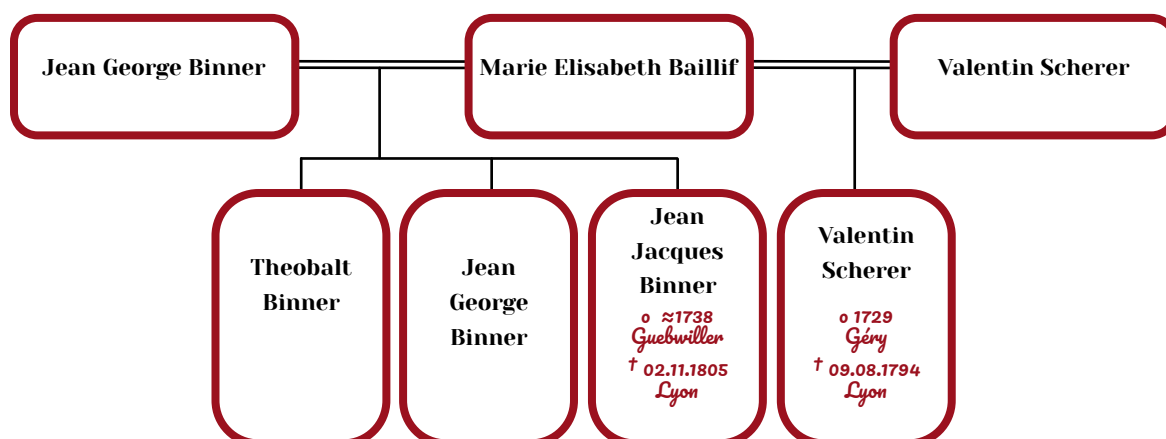 Jean George Binner
Marie Elisabeth Baillif
Valentin Scherer
Theobalt
Binner
Jean
George
Binner
Jean
Jacques
Binner
o ≈1738
Guebwiller
† 02.11.1805
Lyon
Valentin
Scherer
o 1729
Géry
† 09.08.1794
Lyon